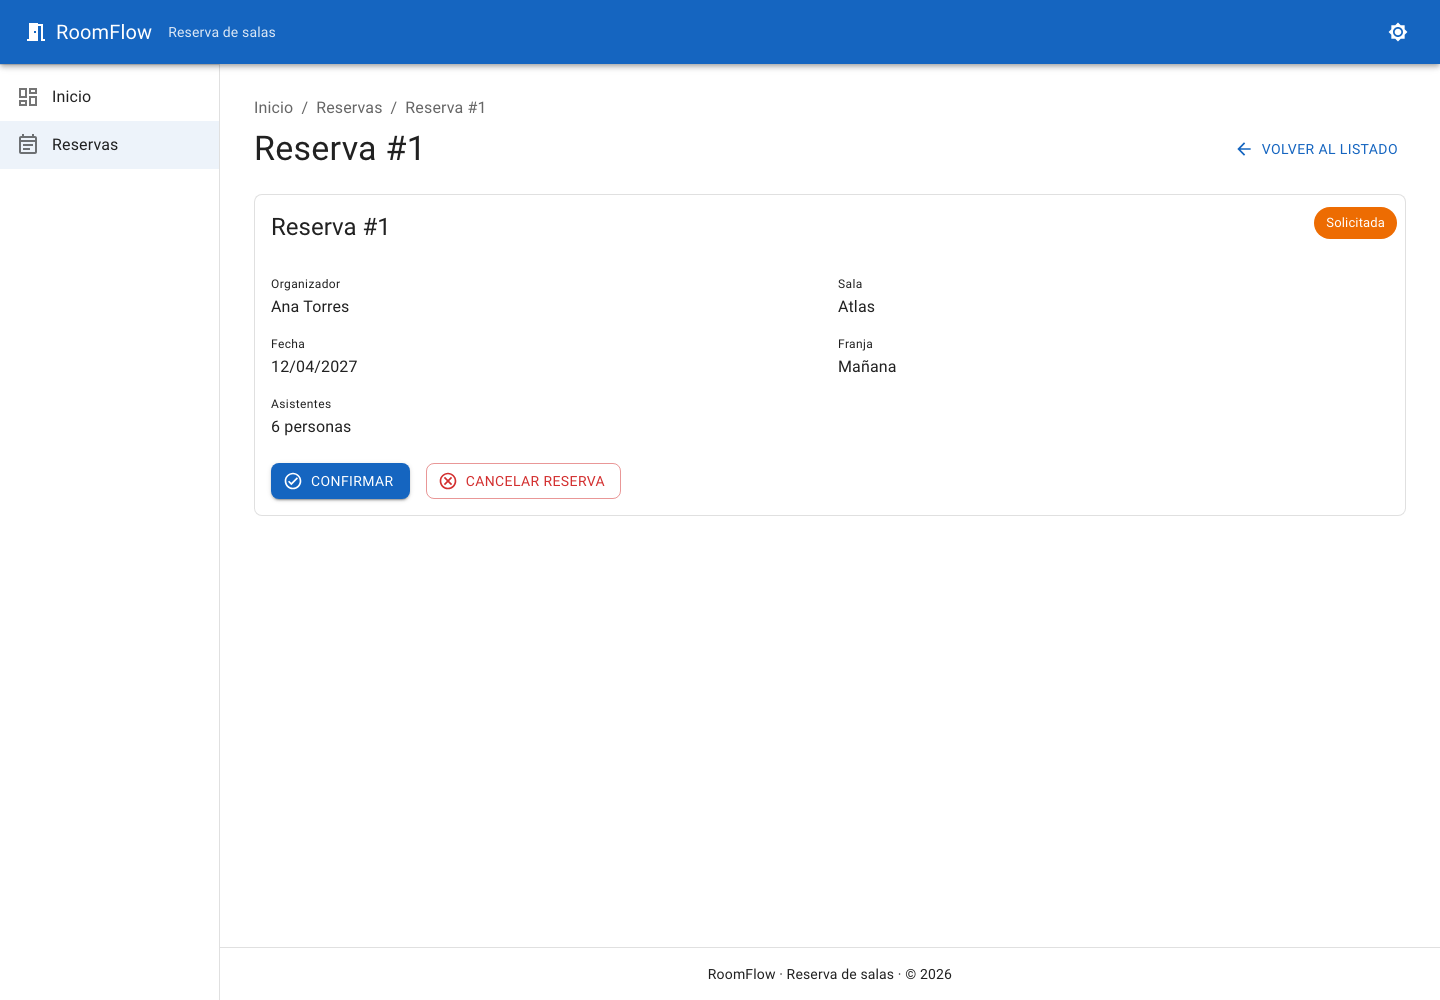 RoomFlow Reserva de salas
Inicio
Reservas
Inicio / Reservas / Reserva #1
Reserva #1
VOLVER AL LISTADO
Reserva #1
Solicitada
Organizador
Ana Torres
Sala
Atlas
Fecha
12/04/2027
Franja
Mañana
Asistentes
6 personas
CONFIRMAR
CANCELAR RESERVA
RoomFlow · Reserva de salas · © 2026